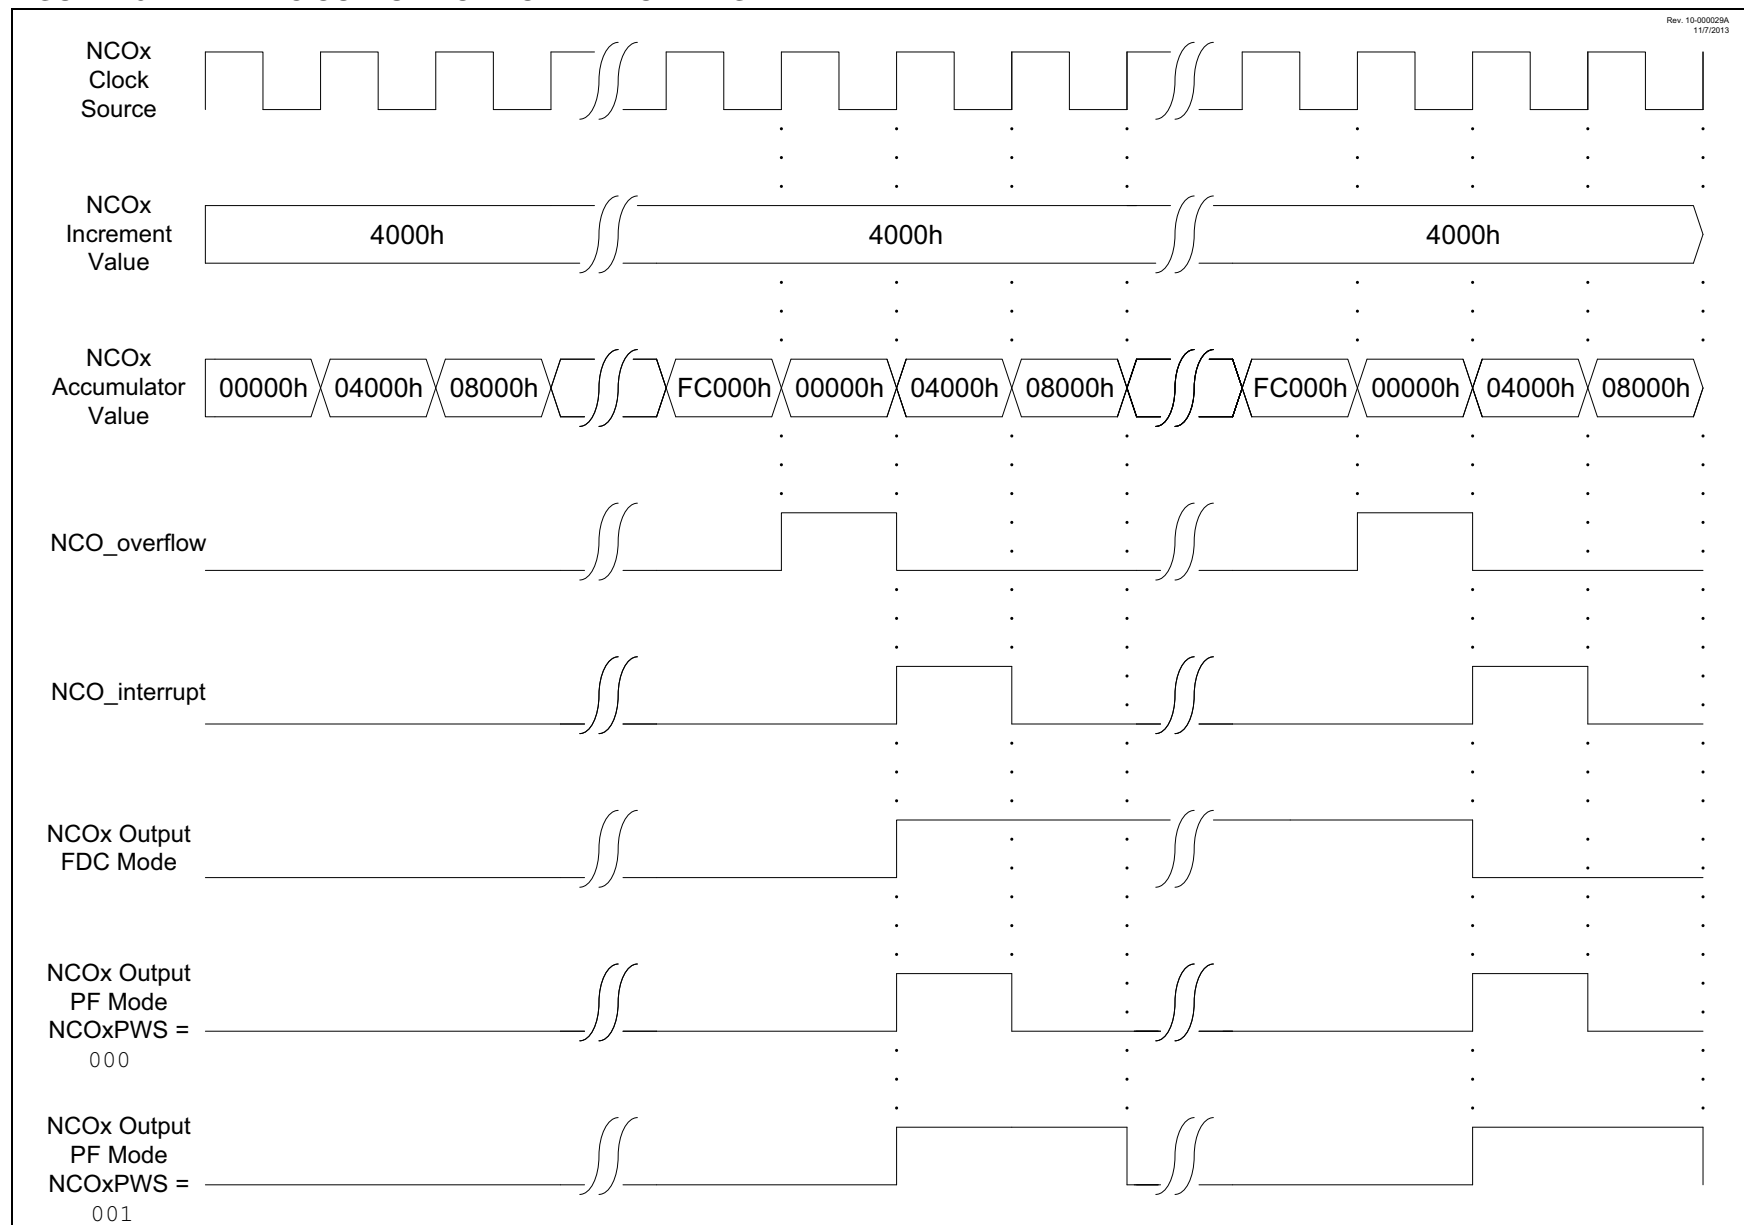 Rev. 10-000029A
11/7/2013
NCOx
Clock
Source
NCOx
Increment
Value
4000h
4000h
4000h
NCOx
Accumulator
Value
00000h
04000h
08000h
FC000h
00000h
04000h
08000h
FC000h
00000h
04000h
08000h
NCO_overflow
NCO_interrupt
NCOx Output
FDC Mode
NCOx Output
PF Mode
NCOxPWS =
000
NCOx Output
PF Mode
NCOxPWS =
001